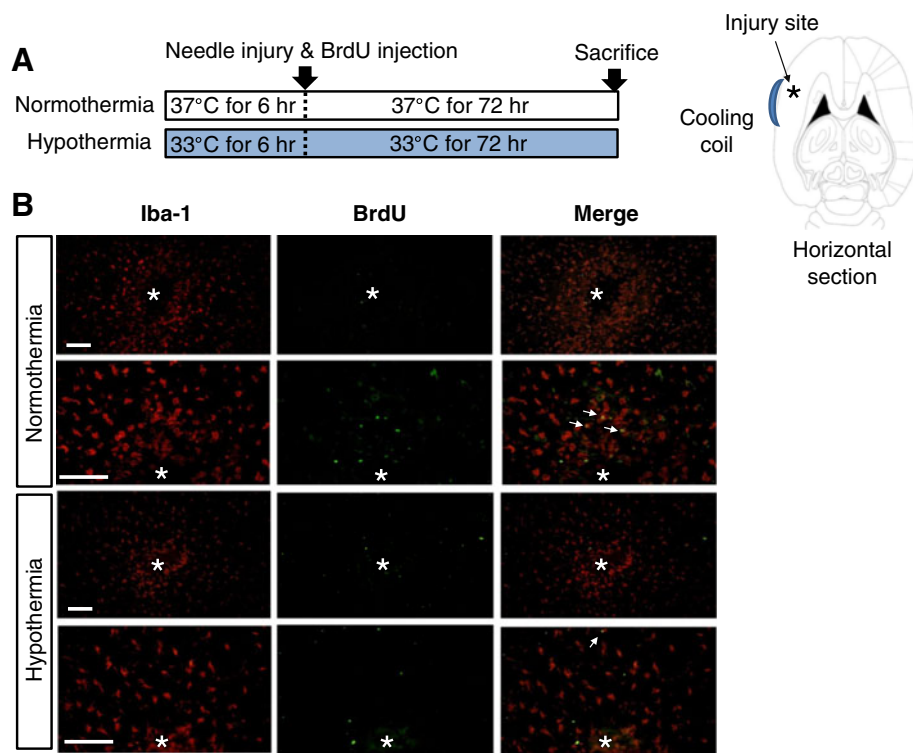 A
Needle injury & BrdU injection
Sacrifice
Normothermia
37°C for 6 hr
37°C for 72 hr
Hypothermia
33°C for 6 hr
33°C for 72 hr
Injury site
*
Cooling
coil
Horizontal
section
B
Iba-1
BrdU
Merge
Normothermia
* * *
* * *
Hypothermia
* * *
* * *